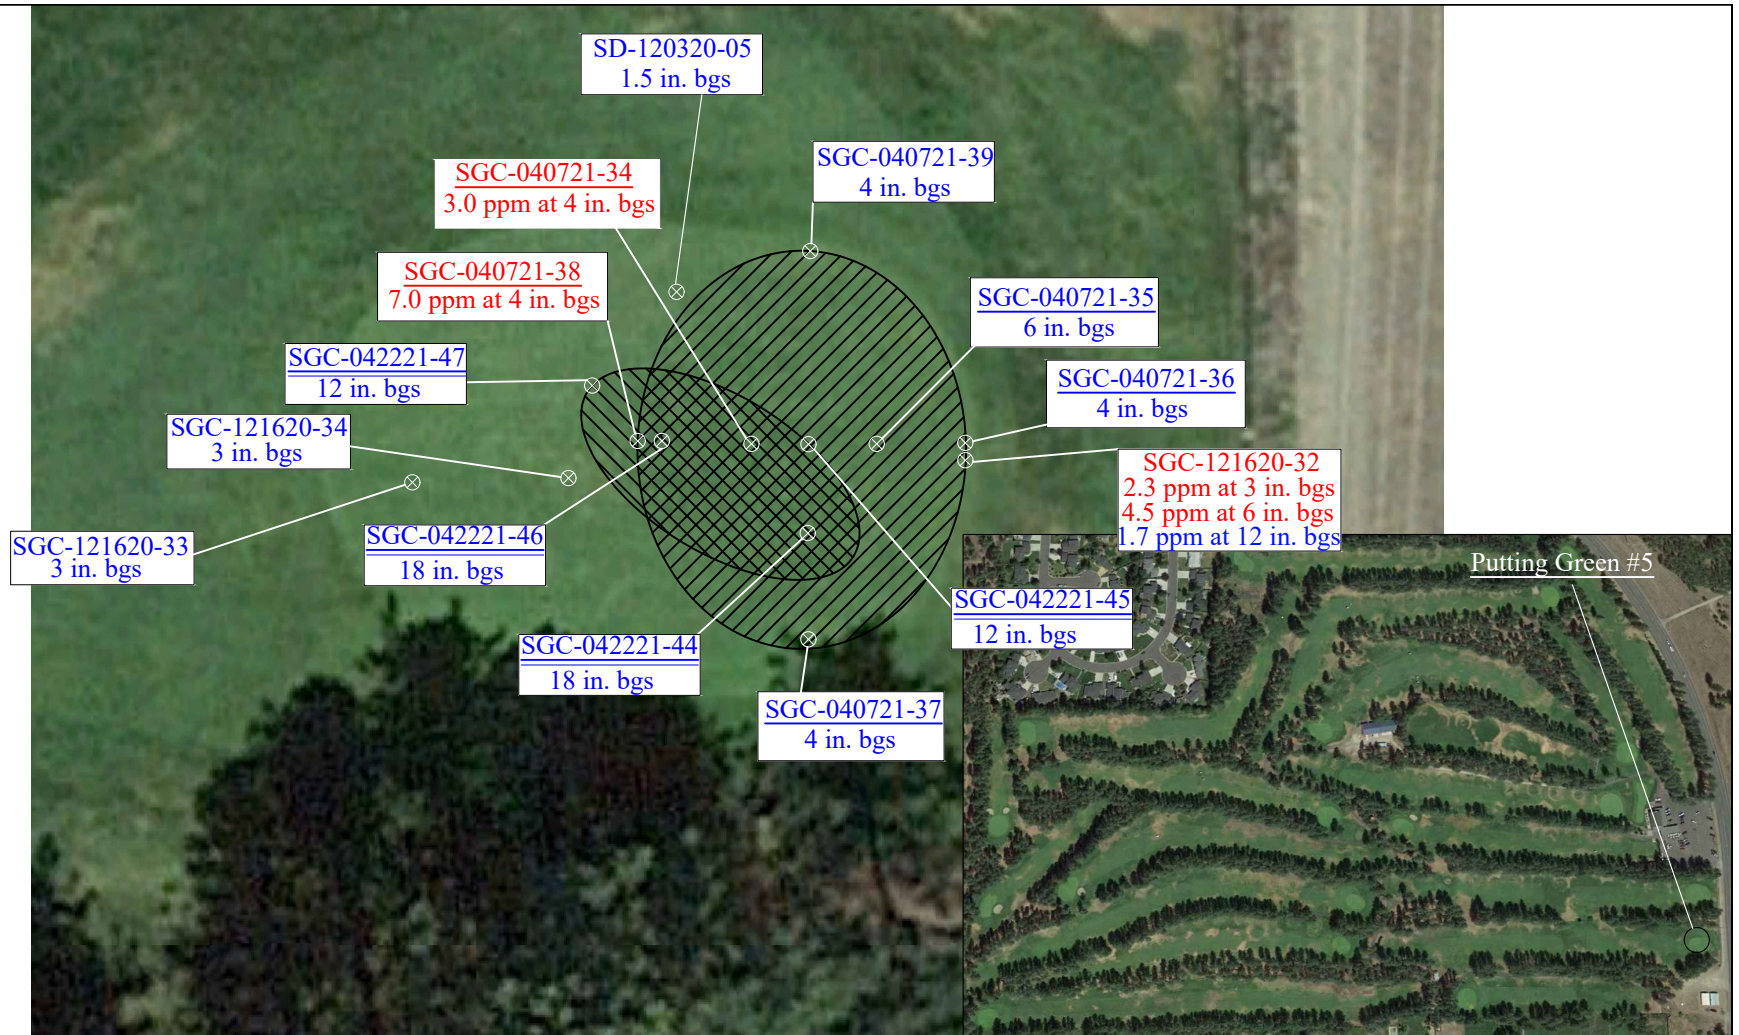 SD-120320-05
1.5 in. bgs
SGC-040721-39
4 in. bgs
SGC-040721-34
3.0 ppm at 4 in. bgs
SGC-040721-38
7.0 ppm at 4 in. bgs
SGC-040721-35
6 in. bgs
SGC-042221-47
12 in. bgs
SGC-040721-36
4 in. bgs
SGC-121620-34
3 in. bgs
SGC-121620-32
2.3 ppm at 3 in. bgs
4.5 ppm at 6 in. bgs
1.7 ppm at 12 in. bgs
SGC-121620-33
3 in. bgs
SGC-042221-46
18 in. bgs
Putting Green #5
SGC-042221-45
12 in. bgs
SGC-042221-44
18 in. bgs
SGC-040721-37
4 in. bgs